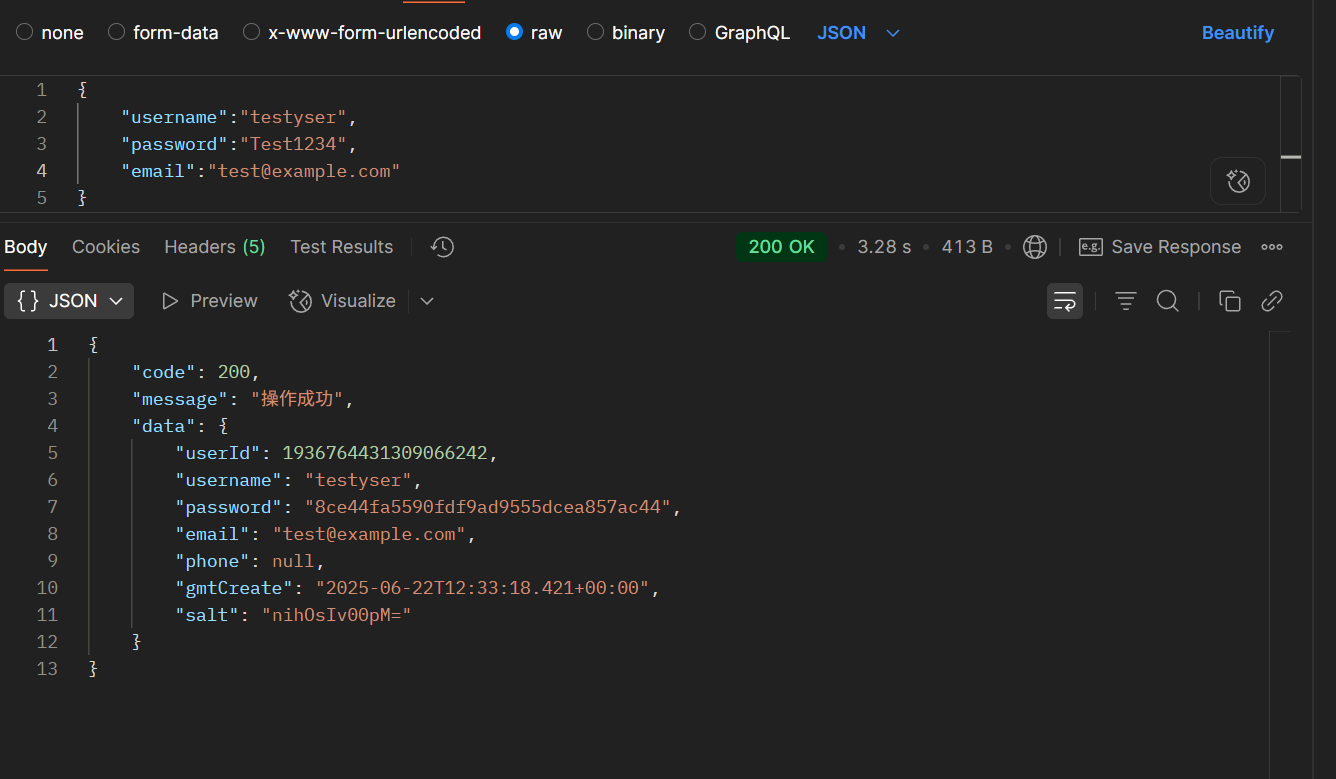 none form-data x-www-form-urlencoded raw binary GraphQL JSON Beautify
1 {
2 "username":"testyser",
3 "password":"Test1234",
4 "email":"test@example.com"
5 }
Body Cookies Headers (5) Test Results 200 OK • 3.28 s • 413 B • e.g. Save Response
{} JSON Preview Visualize
1 {
2 "code": 200,
3 "message": "操作成功",
4 "data": {
5 "userId": 1936764431309066242,
6 "username": "testyser",
7 "password": "8ce44fa5590fdf9ad9555dcea857ac44",
8 "email": "test@example.com",
9 "phone": null,
10 "gmtCreate": "2025-06-22T12:33:18.421+00:00",
11 "salt": "nihOsIv00pM="
12 }
13 }